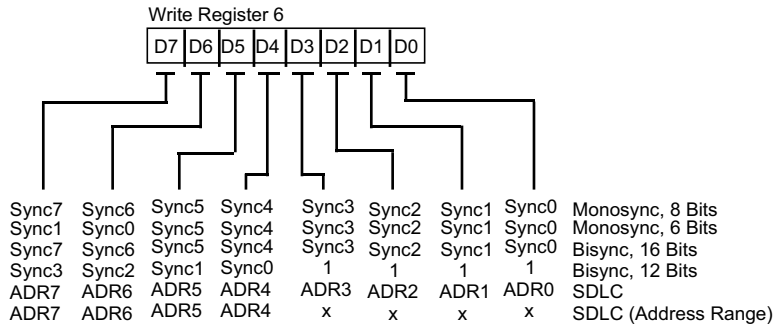 Write Register 6
D7 D6 D5 D4 D3 D2 D1 D0
Sync7 Sync6 Sync5 Sync4 Sync3 Sync2 Sync1 Sync0 Monosync, 8 Bits
Sync1 Sync0 Sync5 Sync4 Sync3 Sync2 Sync1 Sync0 Monosync, 6 Bits
Sync7 Sync6 Sync5 Sync4 Sync3 Sync2 Sync1 Sync0 Bisync, 16 Bits
Sync3 Sync2 Sync1 Sync0 1 1 1 1 Bisync, 12 Bits
ADR7 ADR6 ADR5 ADR4 ADR3 ADR2 ADR1 ADR0 SDLC
ADR7 ADR6 ADR5 ADR4 x x x x SDLC (Address Range)